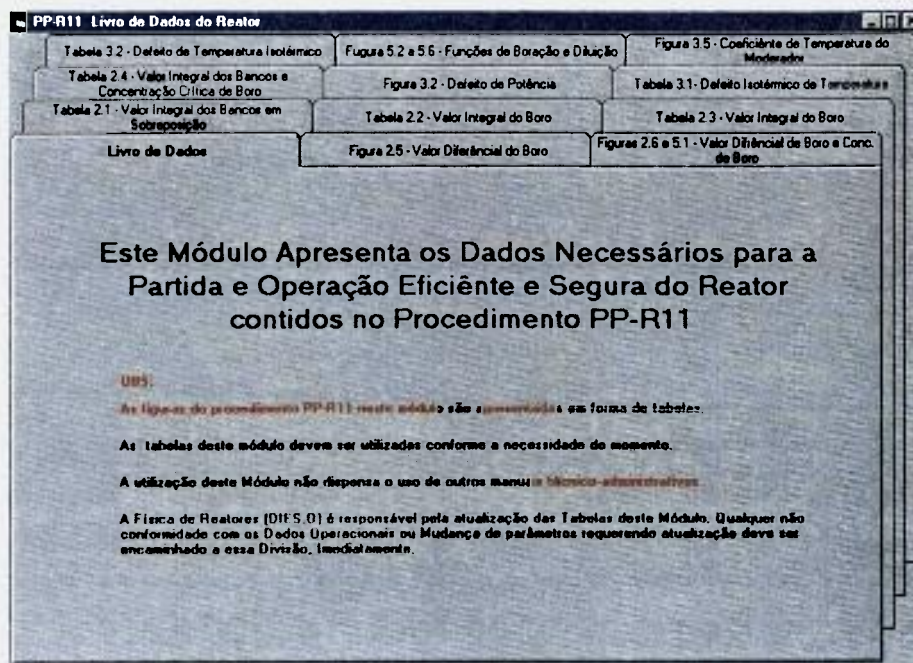 PP-R11 Livro de Dados do Reator
Tabela 3.2 - Defeito de Temperatura Isotérmico
Fugura 5.2 a 5.6 - Funções de Boração e Diluição
Figura 3.5 - Coeficiênte de Temperatura do
Moderador
Tabela 2.4 - Valor Integral dos Bancos e
Concentração Crítica de Boro
Figura 3.2 - Defeito de Potência
Tabela 3.1- Defeito Isotérmico de Temperatura
Tabela 2.1 - Valor Integral dos Bancos em
Sobreposição
Tabela 2.2 - Valor Integral do Boro
Tabela 2.3 - Valor Integral do Boro
Livro de Dados
Figura 2.5 - Valor Diferâncial do Boro
Figuras 2.6 e 5.1 - Valor Difêncial de Boro e Conc.
de Boro
Este Módulo Apresenta os Dados Necessários para a
Partida e Operação Eficiênte e Segura do Reator
contidos no Procedimento PP-R11
OBS:
As figuras do procedimento PP-R11 neste módulo são apresentadas em forma de tabelas.
As tabelas deste módulo devem ser utilizadas conforme a necessidade do momento.
A utilização deste Módulo não dispensa o uso de outros manuais técnico-administrativos.
A Física de Reatores (DIFS.O) é responsável pela atualização das Tabelas deste Módulo. Qualquer não
conformidade com os Dados Operacionais ou Mudança de parâmetros requerendo atualização deve ser
encaminhado a essa Divisão, Imediatamente.